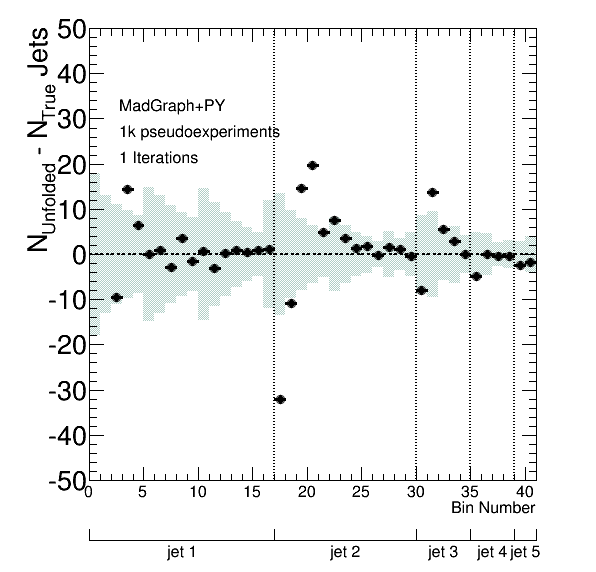 N_Unfolded - N_True Jets
50
40
30
20
10
0
-10
-20
-30
-40
-50
MadGraph+PY
1k pseudoexperiments
1 Iterations
0 5 10 15 20 25 30 35 40
Bin Number
jet 1 jet 2 jet 3 jet 4 jet 5